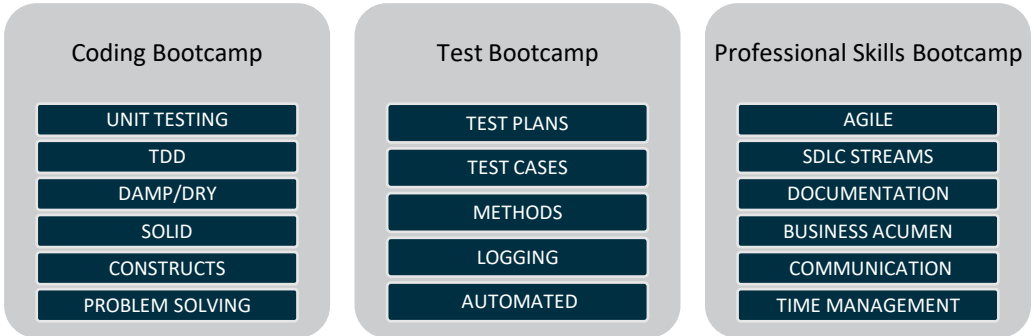 Coding Bootcamp
UNIT TESTING
TDD
DAMP/DRY
SOLID
CONSTRUCTS
PROBLEM SOLVING
Test Bootcamp
TEST PLANS
TEST CASES
METHODS
LOGGING
AUTOMATED
Professional Skills Bootcamp
AGILE
SDLC STREAMS
DOCUMENTATION
BUSINESS ACUMEN
COMMUNICATION
TIME MANAGEMENT